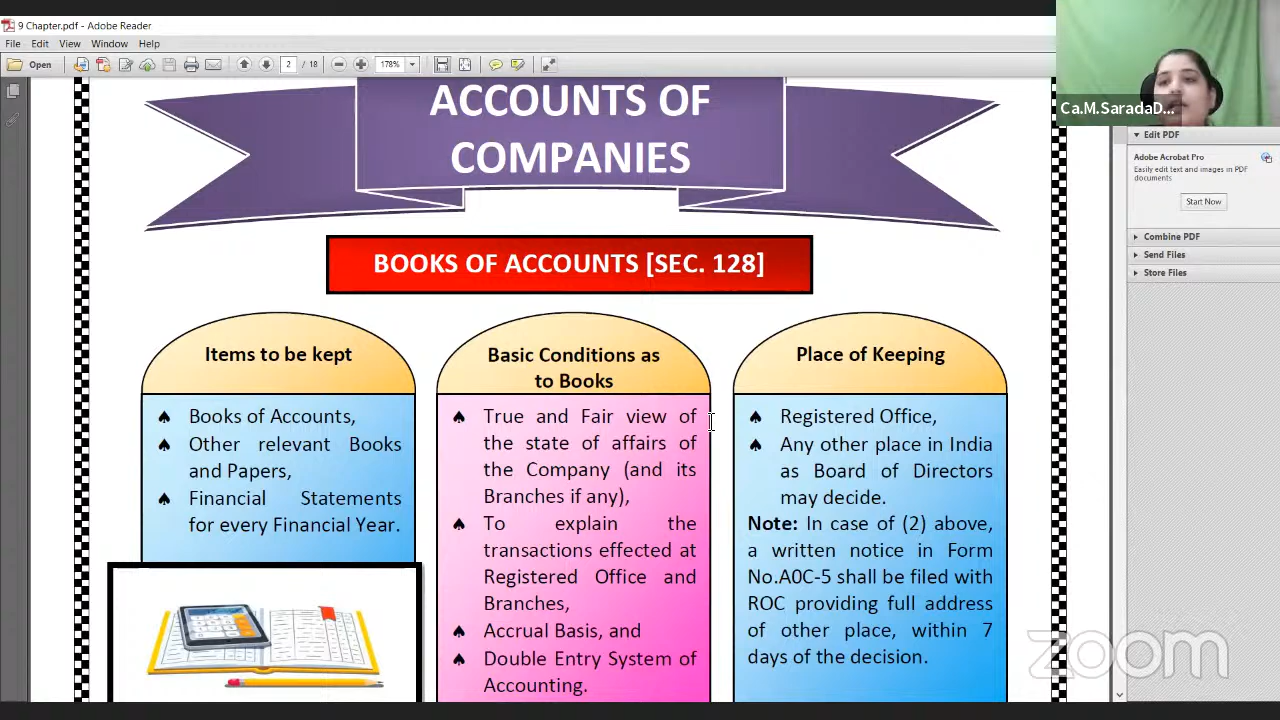 9 Chapter.pdf - Adobe Reader
File Edit View Window Help
Open 2 / 18 178%
ACCOUNTS OF
COMPANIES
BOOKS OF ACCOUNTS [SEC. 128]
Items to be kept
Books of Accounts,
Other relevant Books
and Papers,
Financial Statements
for every Financial Year.
Basic Conditions as
to Books
True and Fair view of
the state of affairs of
the Company (and its
Branches if any),
To explain the
transactions effected at
Registered Office and
Branches,
Accrual Basis, and
Double Entry System of
Accounting.
Place of Keeping
Registered Office,
Any other place in India
as Board of Directors
may decide.
Note: In case of (2) above,
a written notice in Form
No.A0C-5 shall be filed with
ROC providing full address
of other place, within 7
days of the decision.
Ca.M.SaradaD...
Edit PDF
Adobe Acrobat Pro
Easily edit text and images in PDF
documents
Start Now
Combine PDF
Send Files
Store Files
zoom